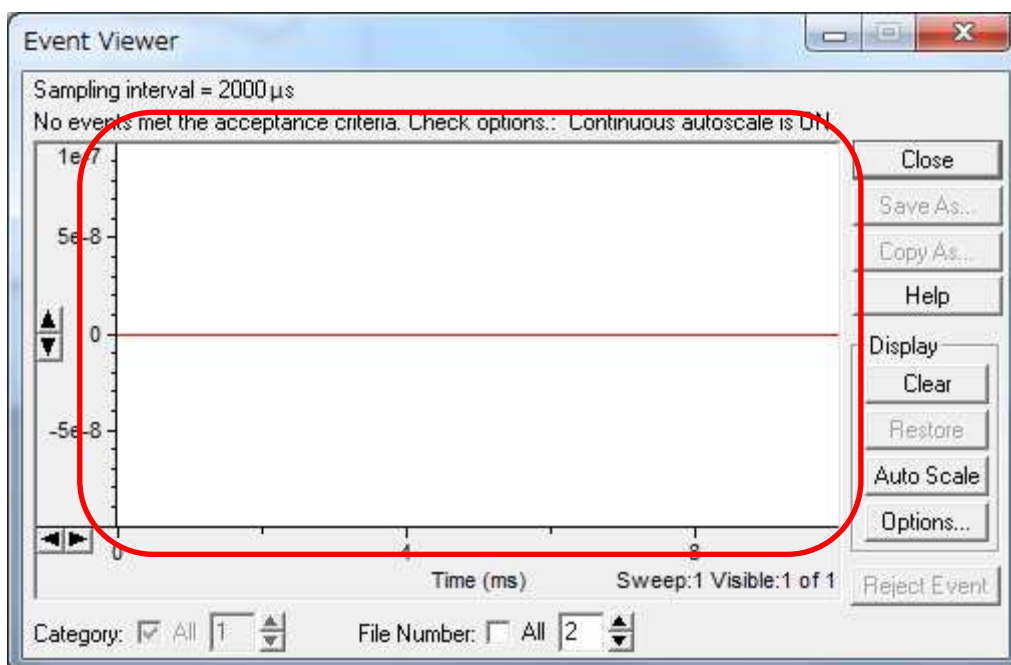 Event Viewer
Sampling interval = 2000 µs
No events met the acceptance criteria. Check options.: Continuous autoscale is ON
1e-7
5e-8
0
-5e-8
0
4
8
Time (ms)
Sweep:1 Visible:1 of 1
Close
Save As...
Copy As...
Help
Display
Clear
Restore
Auto Scale
Options...
Reject Event
Category: All 1
File Number: All 2